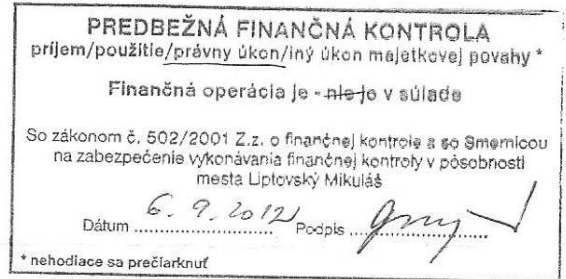 PREDBEŽNÁ FINANČNÁ KONTROLA
príjem/použitie/právny úkon/iný úkon majetkovej povahy *
Finančná operácia je - nie je v súlade
So zákonom č. 502/2001 Z.z. o finančnej kontrole a so Smernicou
na zabezpečenie vykonávania finančnej kontroly v pôsobnosti
mesta Liptovský Mikuláš
Dátum 6. 9. 2012 Podpis
* nehodiace sa prečiarknuť